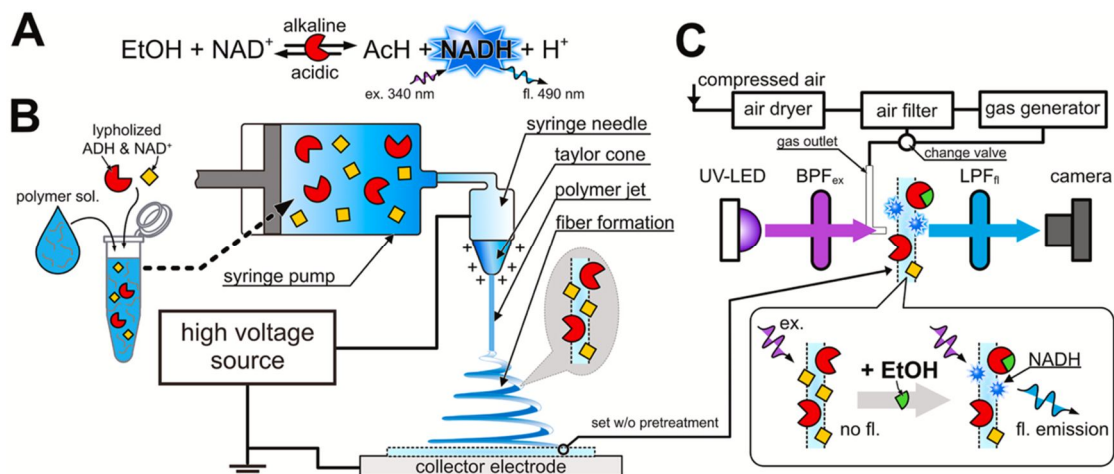 A
EtOH + NAD⁺ alkaline acidic AcH + NADH + H⁺
ex. 340 nm
fl. 490 nm
B
lypholized
ADH & NAD⁺
polymer sol.
syringe pump
syringe needle
taylor cone
polymer jet
fiber formation
high voltage
source
collector electrode
set w/o pretreatment
C
compressed air
air dryer
air filter
gas generator
gas outlet
change valve
UV-LED
BPFex
LPFfl
camera
ex.
+ EtOH
no fl.
NADH
fl. emission